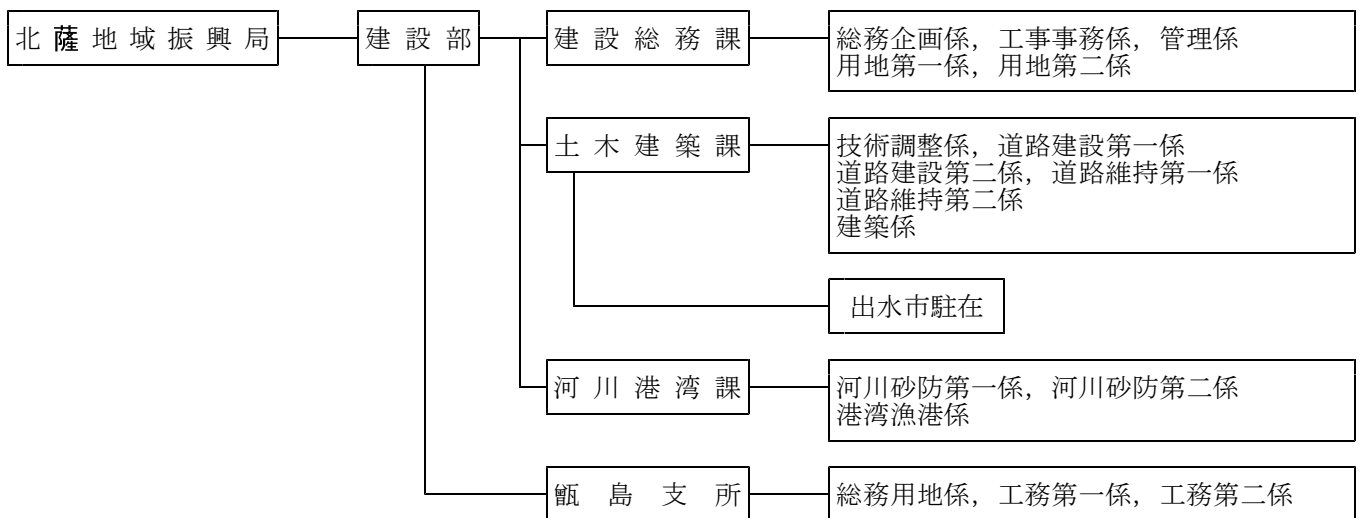 北薩地域振興局
建設部
建設総務課
総務企画係，工事事務係，管理係
用地第一係，用地第二係
土木建築課
技術調整係，道路建設第一係
道路建設第二係，道路維持第一係
道路維持第二係
建築係
出水市駐在
河川港湾課
河川砂防第一係，河川砂防第二係
港湾漁港係
甑島支所
総務用地係，工務第一係，工務第二係